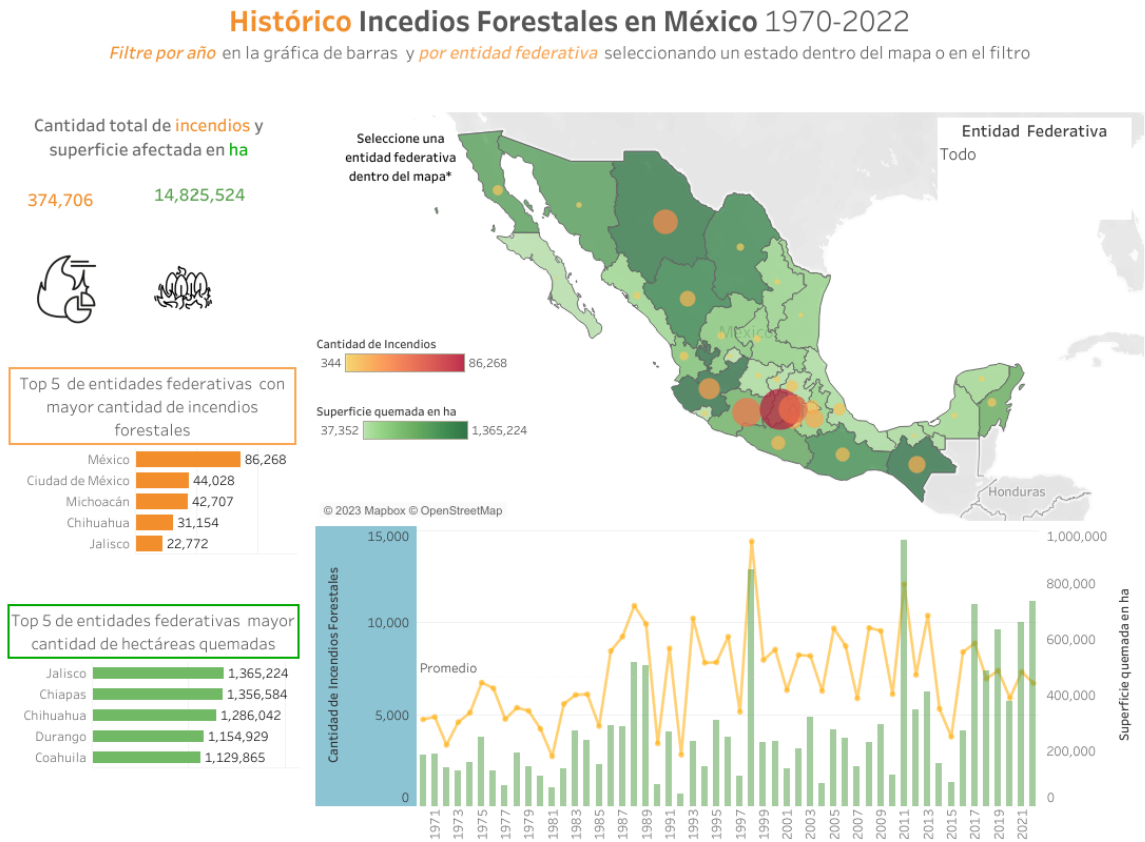 Histórico Incedios Forestales en México 1970-2022
Filtre por año en la gráfica de barras y por entidad federativa seleccionando un estado dentro del mapa o en el filtro
Cantidad total de incendios y
superficie afectada en ha
374,706
14,825,524
Top 5 de entidades federativas con
mayor cantidad de incendios
forestales
México 86,268
Ciudad de México 44,028
Michoacán 42,707
Chihuahua 31,154
Jalisco 22,772
Top 5 de entidades federativas mayor
cantidad de hectáreas quemadas
Jalisco 1,365,224
Chiapas 1,356,584
Chihuahua 1,286,042
Durango 1,154,929
Coahuila 1,129,865
Seleccione una
entidad federativa
dentro del mapa*
Entidad Federativa
Todo
México
Honduras
Cantidad de Incendios
344 86,268
Superficie quemada en ha
37,352 1,365,224
© 2023 Mapbox © OpenStreetMap
Cantidad de Incendios Forestales
15,000
10,000
5,000
0
Promedio
1,000,000
800,000
600,000
400,000
200,000
0
Superficie quemada en ha
1971 1973 1975 1977 1979 1981 1983 1985 1987 1989 1991 1993 1995 1997 1999 2001 2003 2005 2007 2009 2011 2013 2015 2017 2019 2021